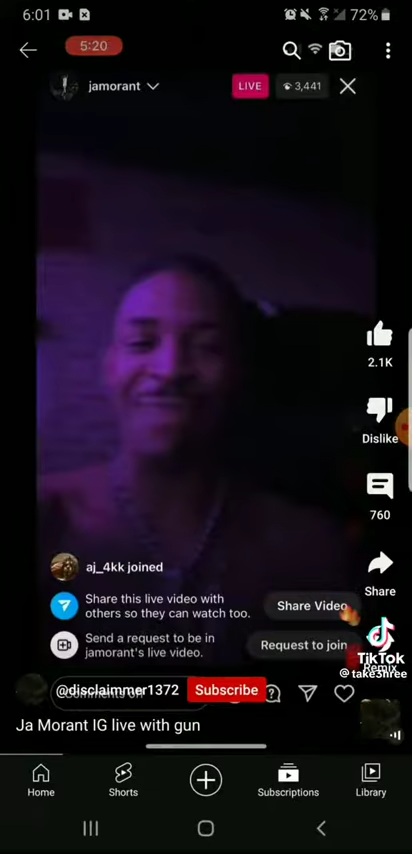 6:01
72%
5:20
jamorant
LIVE
3,441
2.1K
Dislike
760
aj_4kk joined
Share this live video with
others so they can watch too.
Share Video
Share
Send a request to be in
jamorant's live video.
Request to join
TikTok
Remix
@take3hree
@disclaimmer1372
Subscribe
Ja Morant IG live with gun
Home
Shorts
Subscriptions
Library